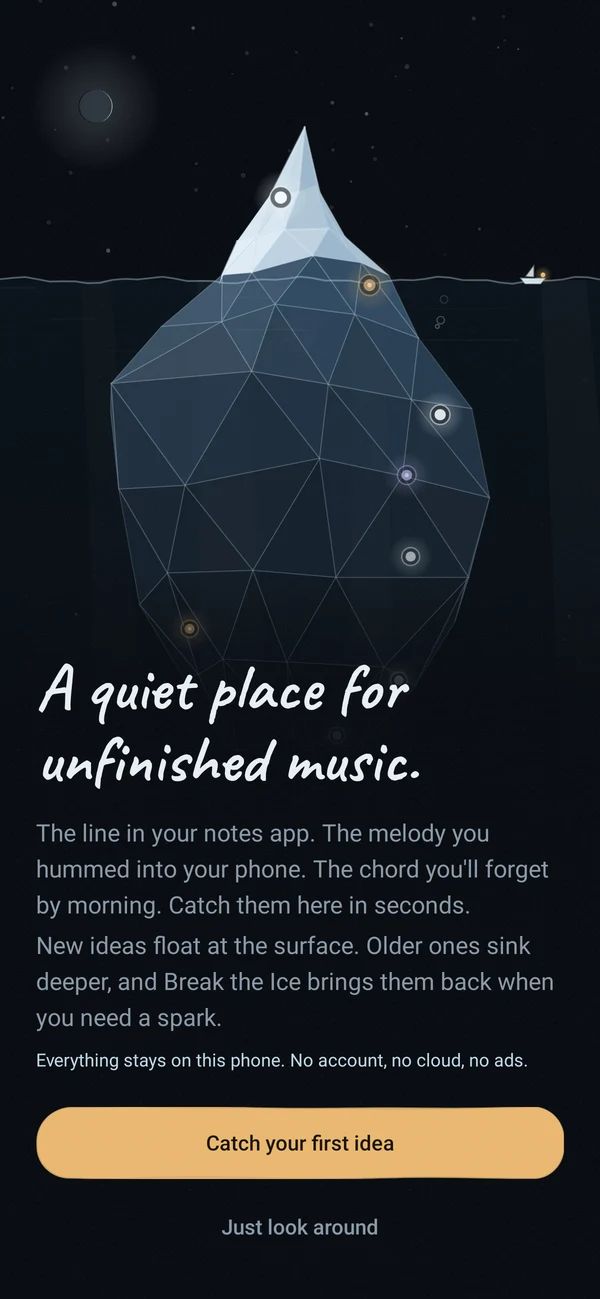 A quiet place for
unfinished music.
The line in your notes app. The melody you
hummed into your phone. The chord you'll forget
by morning. Catch them here in seconds.
New ideas float at the surface. Older ones sink
deeper, and Break the Ice brings them back when
you need a spark.
Everything stays on this phone. No account, no cloud, no ads.
Catch your first idea
Just look around